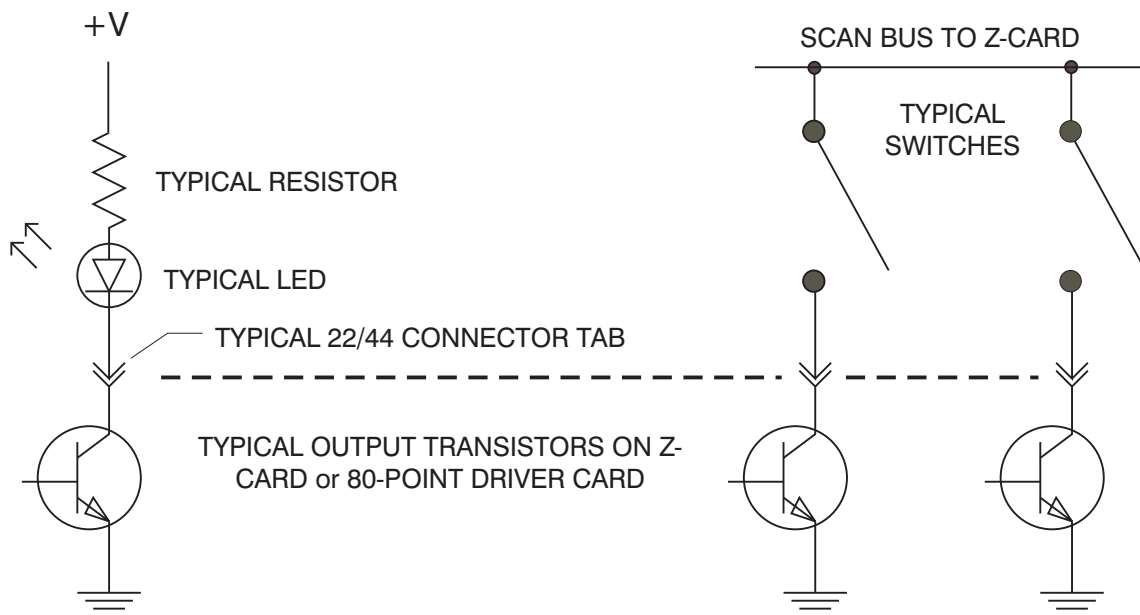 +V
SCAN BUS TO Z-CARD
TYPICAL
SWITCHES
TYPICAL RESISTOR
TYPICAL LED
TYPICAL 22/44 CONNECTOR TAB
TYPICAL OUTPUT TRANSISTORS ON Z-
CARD or 80-POINT DRIVER CARD